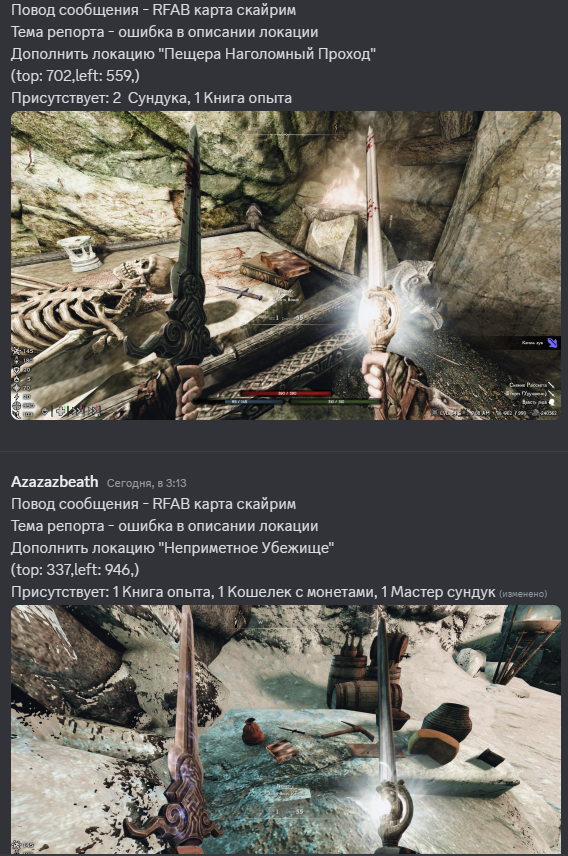 Повод сообщения - RFAB карта скайрим
Тема репорта - ошибка в описании локации
Дополнить локацию "Пещера Наголомный Проход"
(top: 702,left: 559,)
Присутствует: 2 Сундука, 1 Книга опыта
Azazazbeath Сегодня, в 3:13
Повод сообщения - RFAB карта скайрим
Тема репорта - ошибка в описании локации
Дополнить локацию "Неприметное Убежище"
(top: 337,left: 946,)
Присутствует: 1 Книга опыта, 1 Кошелек с монетами, 1 Мастер сундук (изменено)